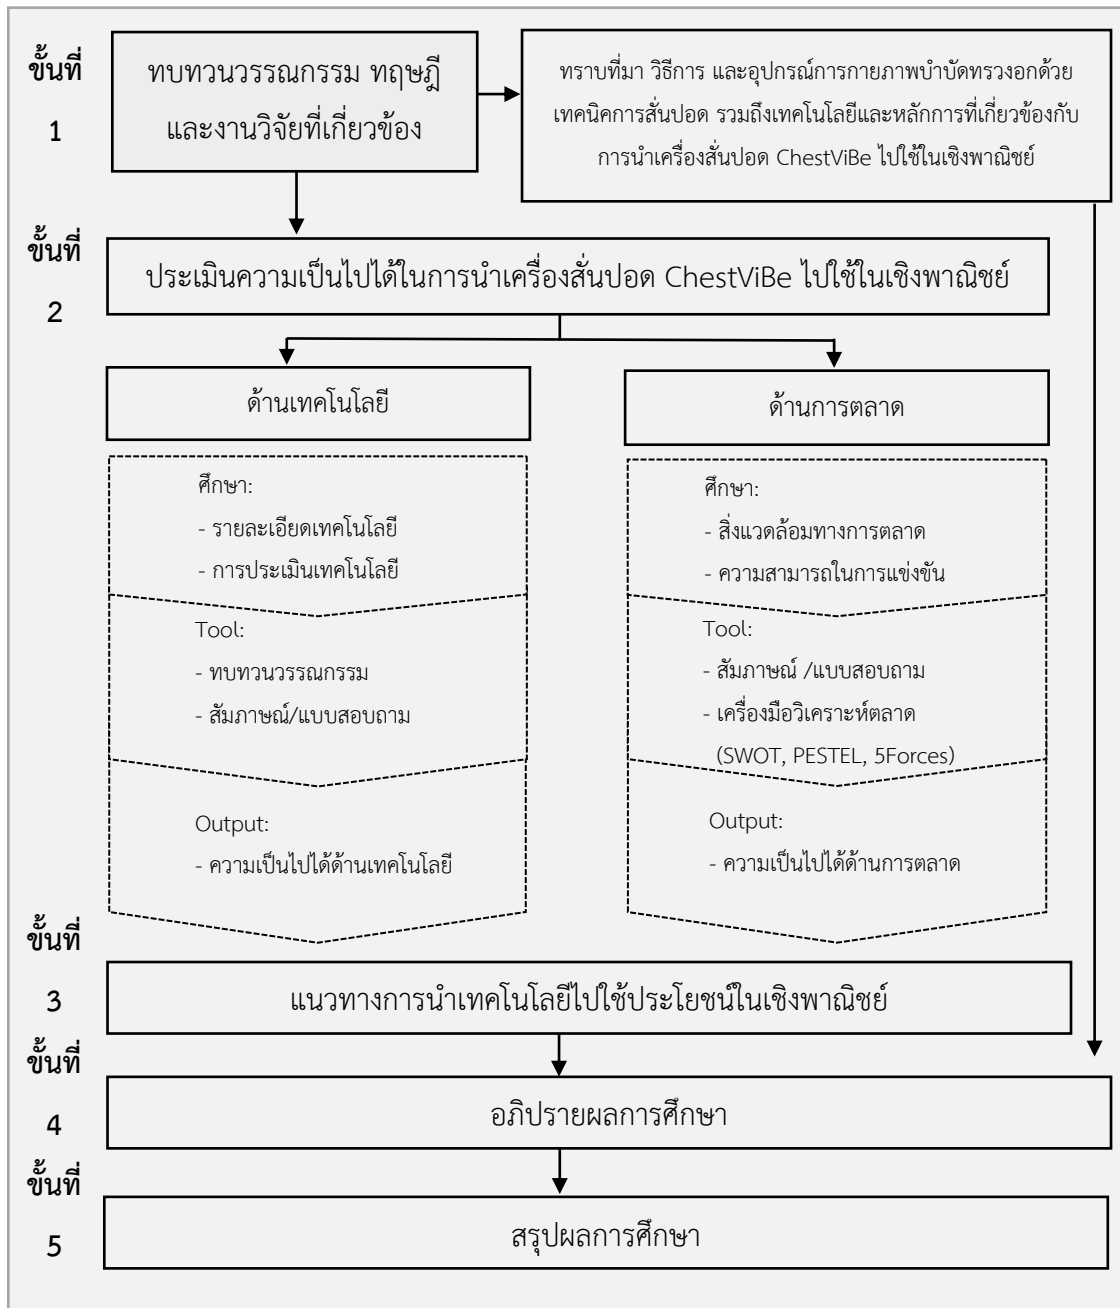 ขั้นที่
1
ทบทวนวรรณกรรม ทฤษฎี
และงานวิจัยที่เกี่ยวข้อง
ทราบที่มา วิธีการ และอุปกรณ์การกายภาพบำบัดทรวงอกด้วย
เทคนิคการสั่นปอด รวมถึงเทคโนโลยีและหลักการที่เกี่ยวข้องกับ
การนำเครื่องสั่นปอด ChestViBe ไปใช้ในเชิงพาณิชย์
ขั้นที่
2
ประเมินความเป็นไปได้ในการนำเครื่องสั่นปอด ChestViBe ไปใช้ในเชิงพาณิชย์
ด้านเทคโนโลยี
ศึกษา:
- รายละเอียดเทคโนโลยี
- การประเมินเทคโนโลยี
Tool:
- ทบทวนวรรณกรรม
- สัมภาษณ์/แบบสอบถาม
Output:
- ความเป็นไปได้ด้านเทคโนโลยี
ด้านการตลาด
ศึกษา:
- สิ่งแวดล้อมทางการตลาด
- ความสามารถในการแข่งขัน
Tool:
- สัมภาษณ์ /แบบสอบถาม
- เครื่องมือวิเคราะห์ตลาด
(SWOT, PESTEL, 5Forces)
Output:
- ความเป็นไปได้ด้านการตลาด
ขั้นที่
3
แนวทางการนำเทคโนโลยีไปใช้ประโยชน์ในเชิงพาณิชย์
ขั้นที่
4
อภิปรายผลการศึกษา
ขั้นที่
5
สรุปผลการศึกษา